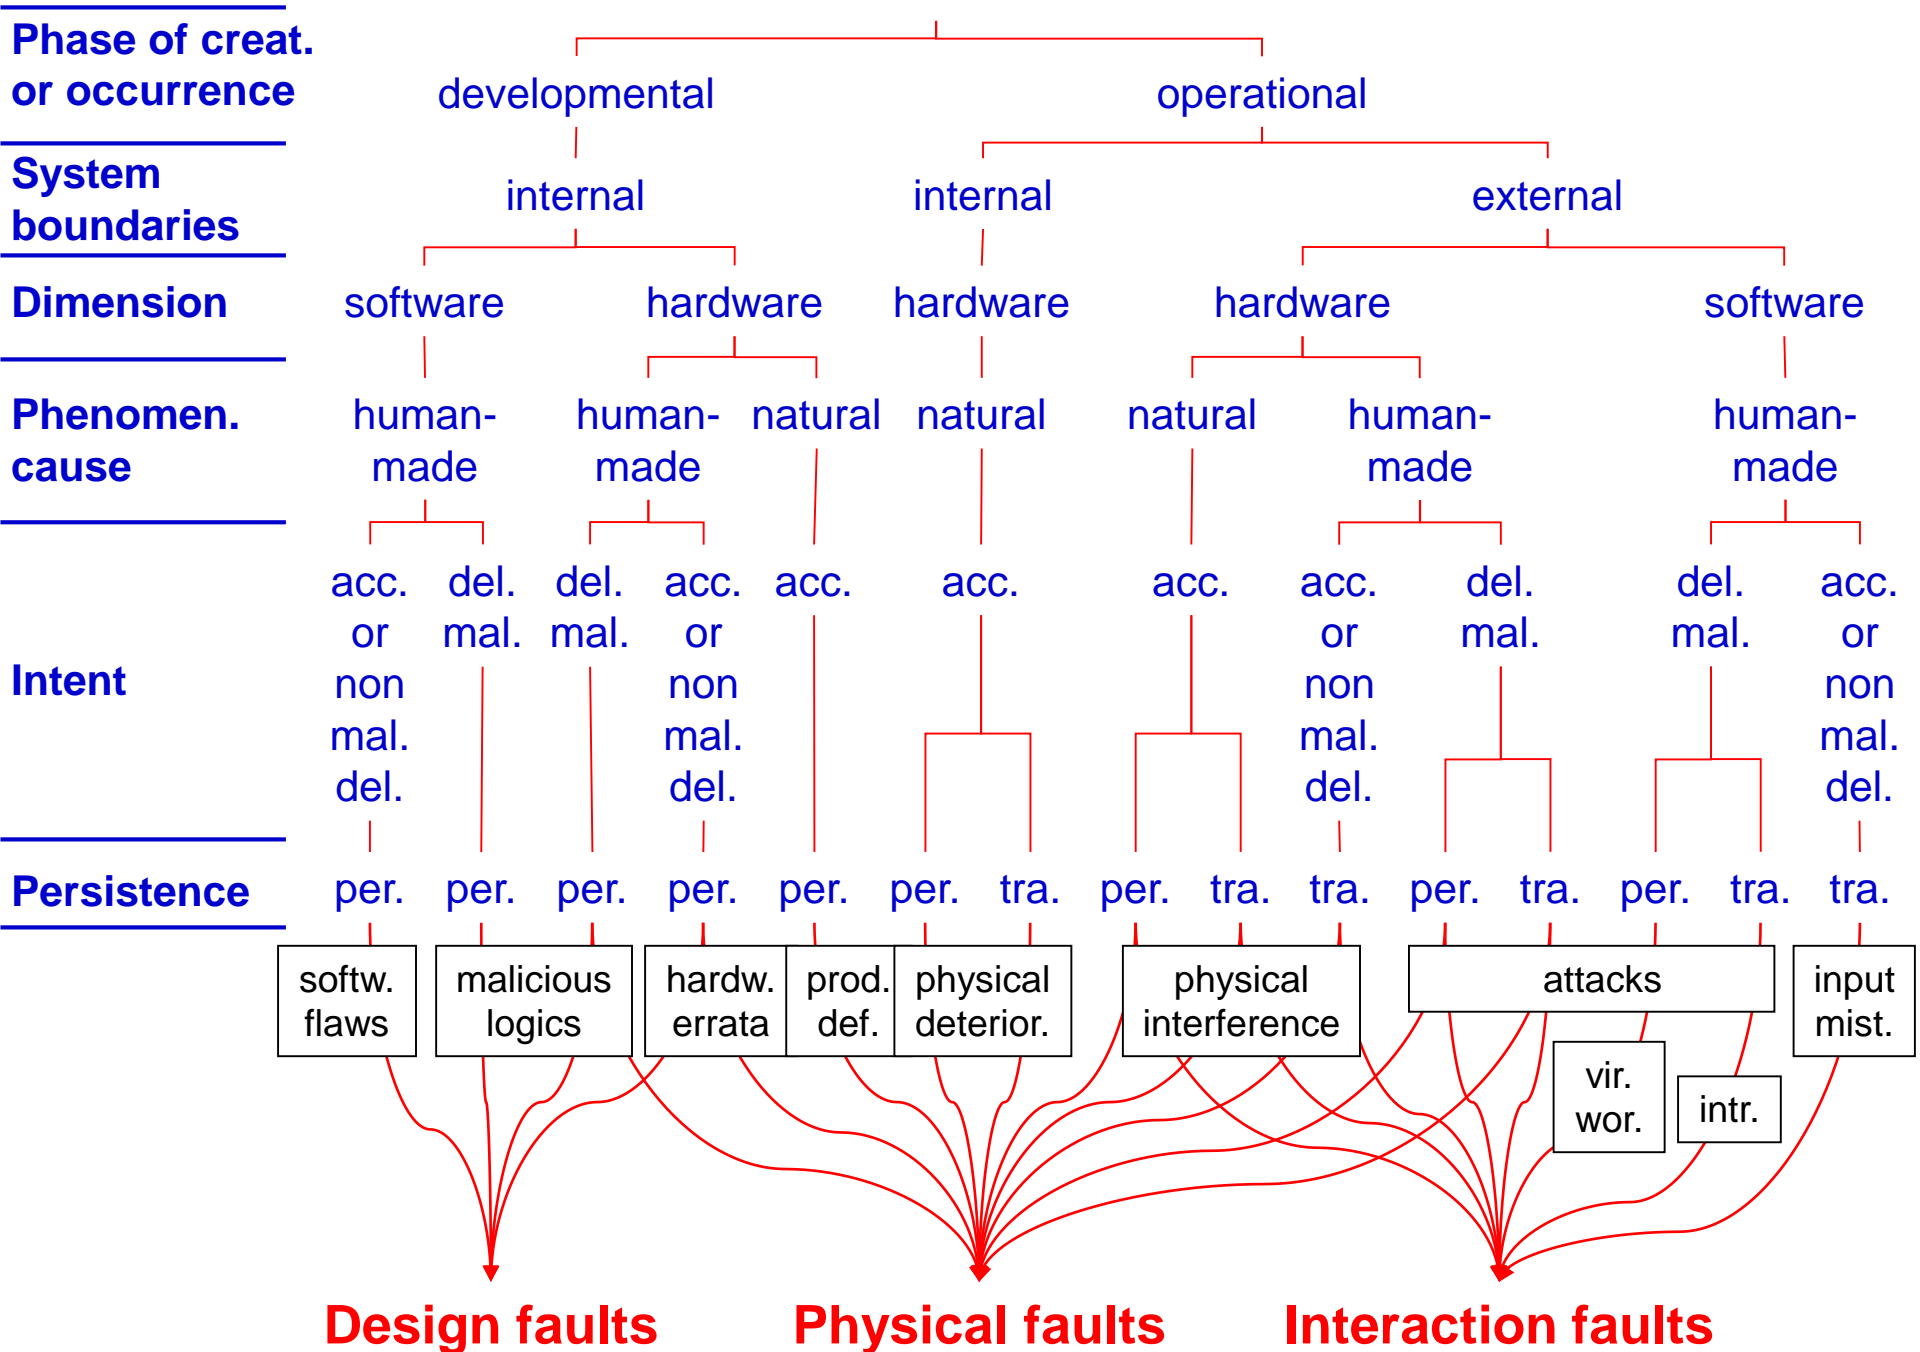 Phase of creat.
or occurrence
developmental operational
System
boundaries
internal internal external
Dimension
software hardware hardware hardware software
Phenomen.
cause
human- human- natural natural natural human- human-
made made made made
Intent
acc. del. del. acc. acc. acc. acc. acc. del. del. acc.
or mal. mal. or or mal. mal. or
non non non non
mal. mal. mal. mal.
del. del. del. del.
Persistence
per. per. per. per. per. per. tra. per. tra. tra. per. tra. per. tra. tra.
softw. malicious hardw. prod. physical physical attacks input
flaws logics errata def. deterior. interference mist.
vir.
wor.
intr.
Design faults Physical faults Interaction faults